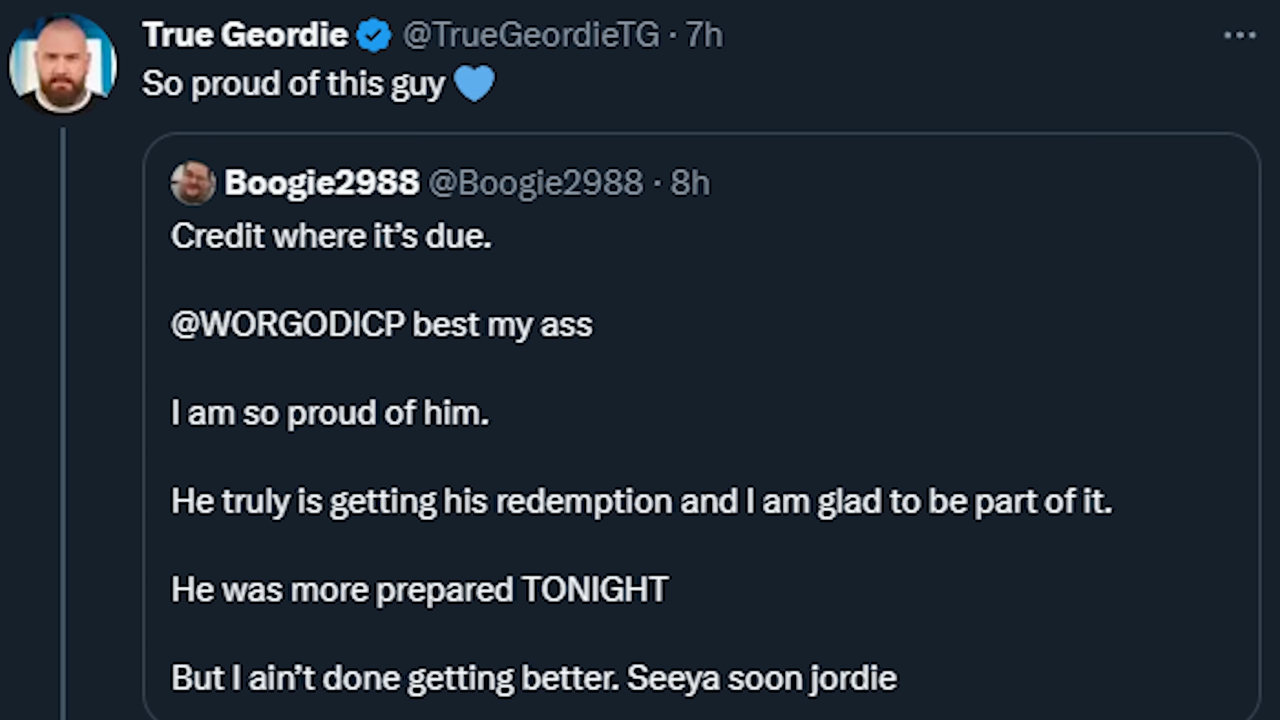 True Geordie @TrueGeordieTG · 7h
So proud of this guy 💙
Boogie2988 @Boogie2988 · 8h
Credit where it’s due.
@WORGODICP best my ass
I am so proud of him.
He truly is getting his redemption and I am glad to be part of it.
He was more prepared TONIGHT
But I ain’t done getting better. Seeya soon jordie